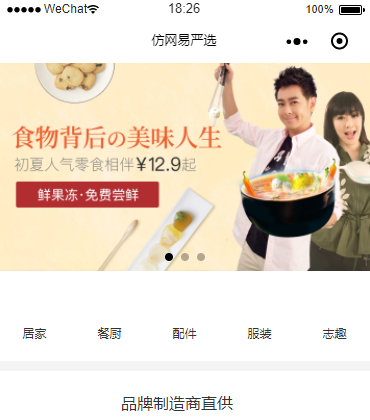 WeChat 18:26 100%
仿网易严选
食物背后の美味人生
初夏人气零食相伴¥12.9起
鲜果冻·免费尝鲜
居家 餐厨 配件 服装 志趣
品牌制造商直供